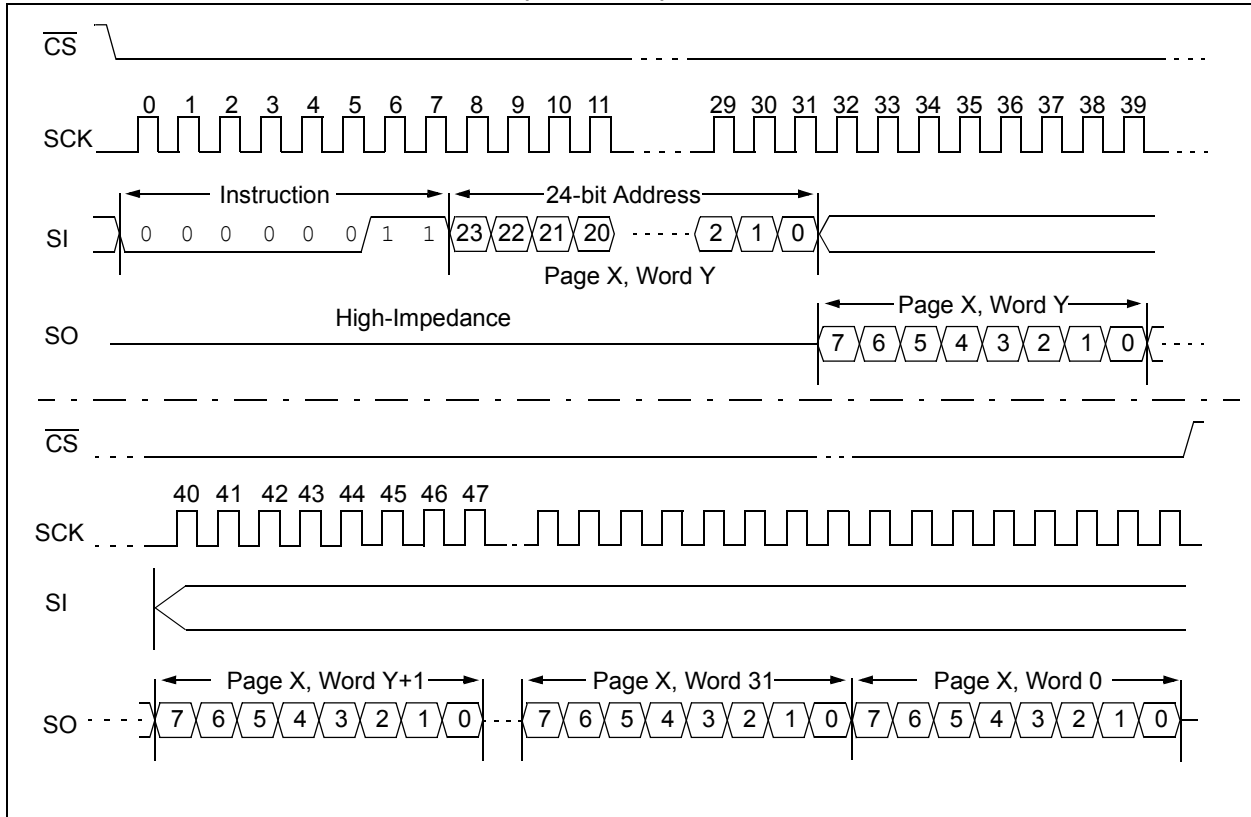 CS
0 1 2 3 4 5 6 7 8 9 10 11 29 30 31 32 33 34 35 36 37 38 39
SCK
Instruction 24-bit Address
SI 0 0 0 0 0 0 1 1 23 22 21 20 2 1 0
Page X, Word Y
High-Impedance Page X, Word Y
SO 7 6 5 4 3 2 1 0
CS
40 41 42 43 44 45 46 47
SCK
SI
Page X, Word Y+1 Page X, Word 31 Page X, Word 0
SO 7 6 5 4 3 2 1 0 7 6 5 4 3 2 1 0 7 6 5 4 3 2 1 0